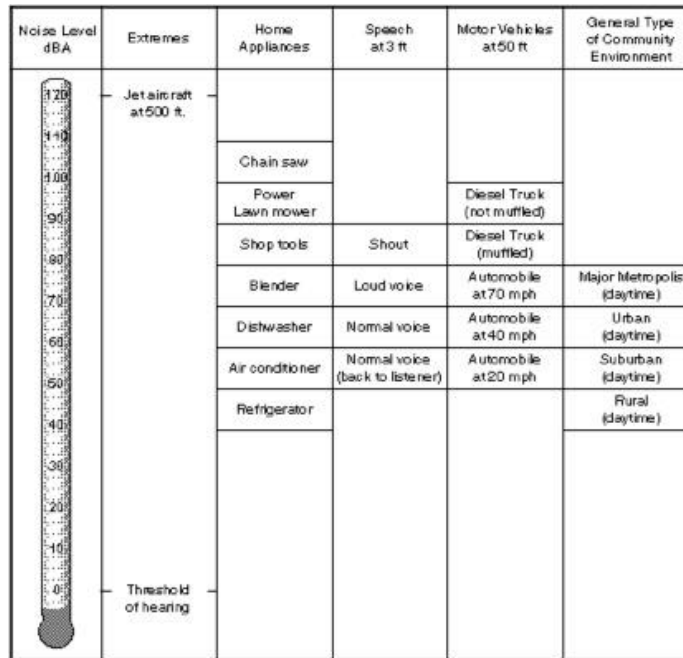 Noise Level
dBA
Extremes
Home
Appliances
Speech
at 3 ft
Motor Vehicles
at 50 ft
General Type
of Community
Environment
120
Jet aircraft
at 500 ft.
110
Chain saw
100
Power
Lawn mower
Diesel Truck
(not muffled)
90
Shop tools
Shout
Diesel Truck
(muffled)
80
Blender
Loud voice
Automobile
at 70 mph
Major Metropolis
(daytime)
70
Dishwasher
Normal voice
Automobile
at 40 mph
Urban
(daytime)
60
Air conditioner
Normal voice
(back to listener)
Automobile
at 20 mph
Suburban
(daytime)
50
Refrigerator
Rural
(daytime)
40
30
20
10
0
Threshold
of hearing